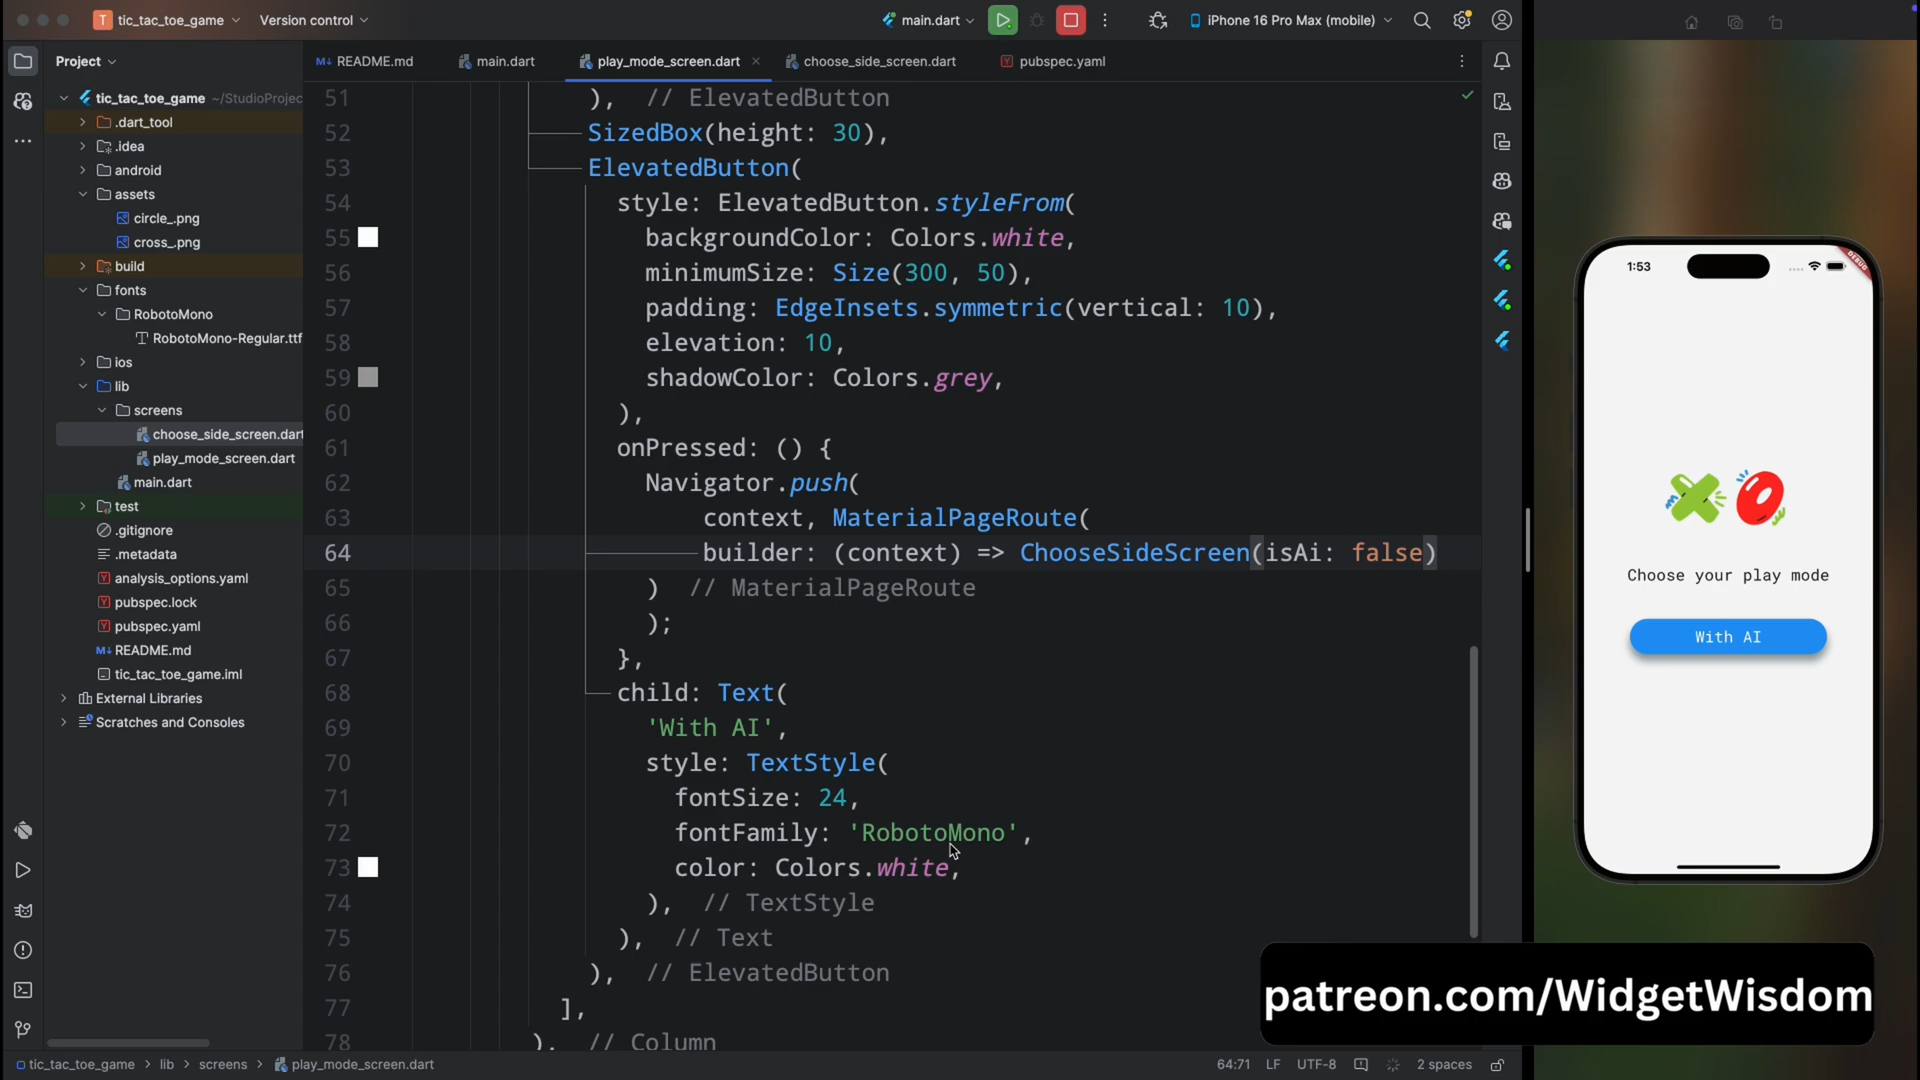 tic_tac_toe_game
Version control
main.dart
iPhone 16 Pro Max (mobile)
Project
README.md
main.dart
play_mode_screen.dart
choose_side_screen.dart
pubspec.yaml
tic_tac_toe_game ~/StudioProjec
.dart_tool
.idea
android
assets
circle_.png
cross_.png
build
fonts
RobotoMono
RobotoMono-Regular.ttf
ios
lib
screens
choose_side_screen.dart
play_mode_screen.dart
main.dart
test
.gitignore
.metadata
analysis_options.yaml
pubspec.lock
pubspec.yaml
README.md
tic_tac_toe_game.iml
External Libraries
Scratches and Consoles
51 ), // ElevatedButton
52 SizedBox(height: 30),
53 ElevatedButton(
54 style: ElevatedButton.styleFrom(
55 backgroundColor: Colors.white,
56 minimumSize: Size(300, 50),
57 padding: EdgeInsets.symmetric(vertical: 10),
58 elevation: 10,
59 shadowColor: Colors.grey,
60 ),
61 onPressed: () {
62 Navigator.push(
63 context, MaterialPageRoute(
64 builder: (context) => ChooseSideScreen(isAi: false)
65 ) // MaterialPageRoute
66 );
67 },
68 child: Text(
69 'With AI',
70 style: TextStyle(
71 fontSize: 24,
72 fontFamily: 'RobotoMono',
73 color: Colors.white,
74 ), // TextStyle
75 ), // Text
76 ), // ElevatedButton
77 ],
78 ), // Column
1:53
DEBUG
Choose your play mode
With AI
patreon.com/WidgetWisdom
tic_tac_toe_game > lib > screens > play_mode_screen.dart
64:71 LF UTF-8 2 spaces